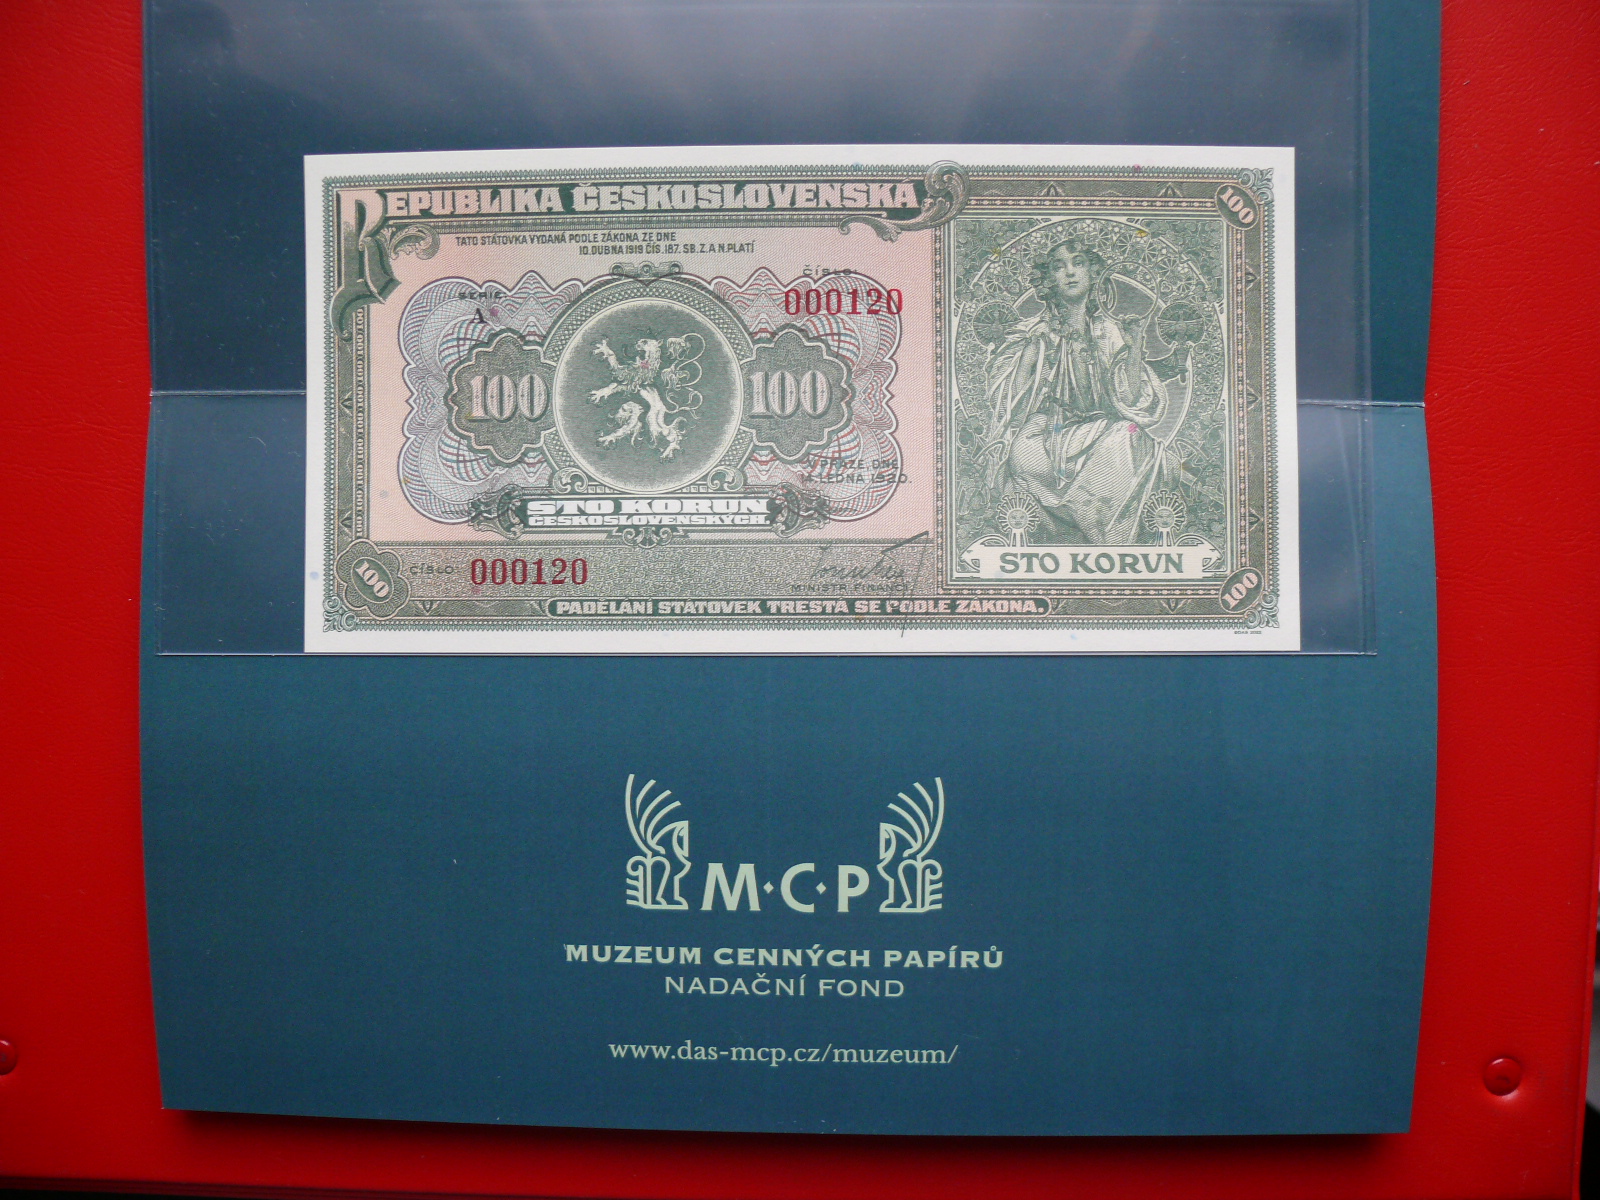 REPUBLIKA ČESKOSLOVENSKÁ
TATO STÁTOVKA VYDANÁ PODLE ZÁKONA ZE DNE
10. DUBNA 1919 ČÍS. 187. SB. Z. A N. PLATÍ
100
SERIE
A
ČÍSLO:
000120
100
100
V PRAZE, DNE
14. LEDNA 1920.
STO KORUN
ČESKOSLOVENSKÝCH.
STO KORVN
ČÍSLO:
000120
MINISTR FINANCÍ
100
100
PADĚLÁNÍ STÁTOVEK TRESTÁ SE PODLE ZÁKONA.
M·C·P
MUZEUM CENNÝCH PAPÍRŮ
NADAČNÍ FOND
www.das-mcp.cz/muzeum/